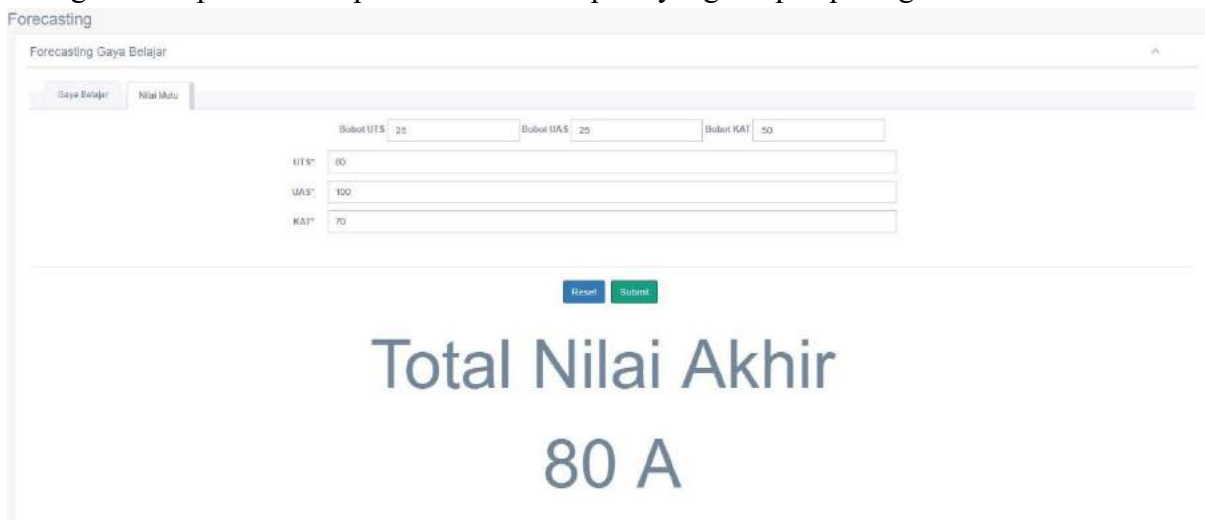 Forecasting
Forecasting Gaya Belajar
Gaya Belajar Nilai Mutu
Bobot UTS 25 Bobot UAS 25 Bobot KAT 50
UTS* 80
UAS* 100
KAT* 70
Reset Submit
Total Nilai Akhir
80 A